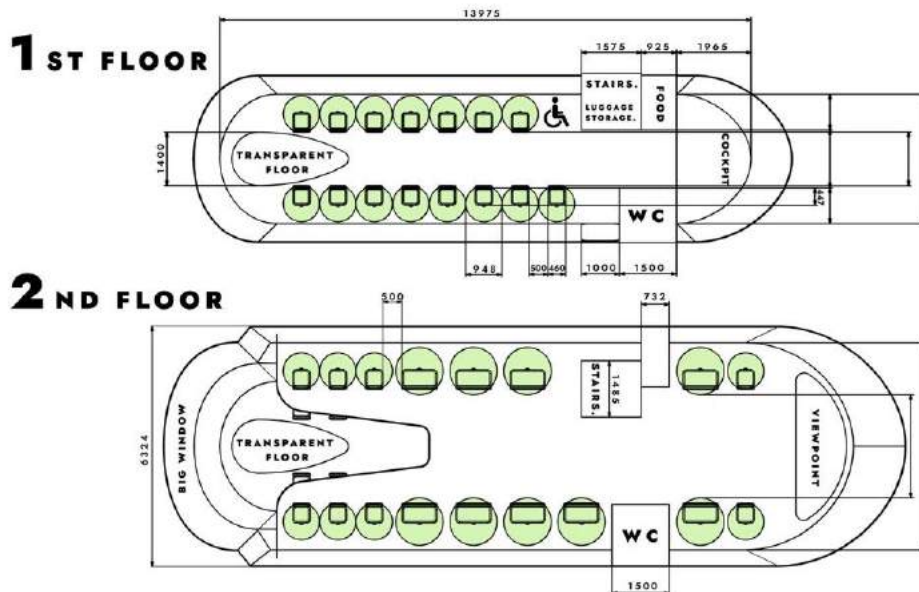 13975
1ST FLOOR
1575 925 1965
STAIRS.
LUGGAGE
STORAGE.
FOOD
1400
TRANSPARENT
FLOOR
COCKPIT
447
WC
948 500 460 1000 1500
2ND FLOOR
500
732
STAIRS.
1485
6324
BIG WINDOW
TRANSPARENT
FLOOR
VIEWPOINT
WC
1500